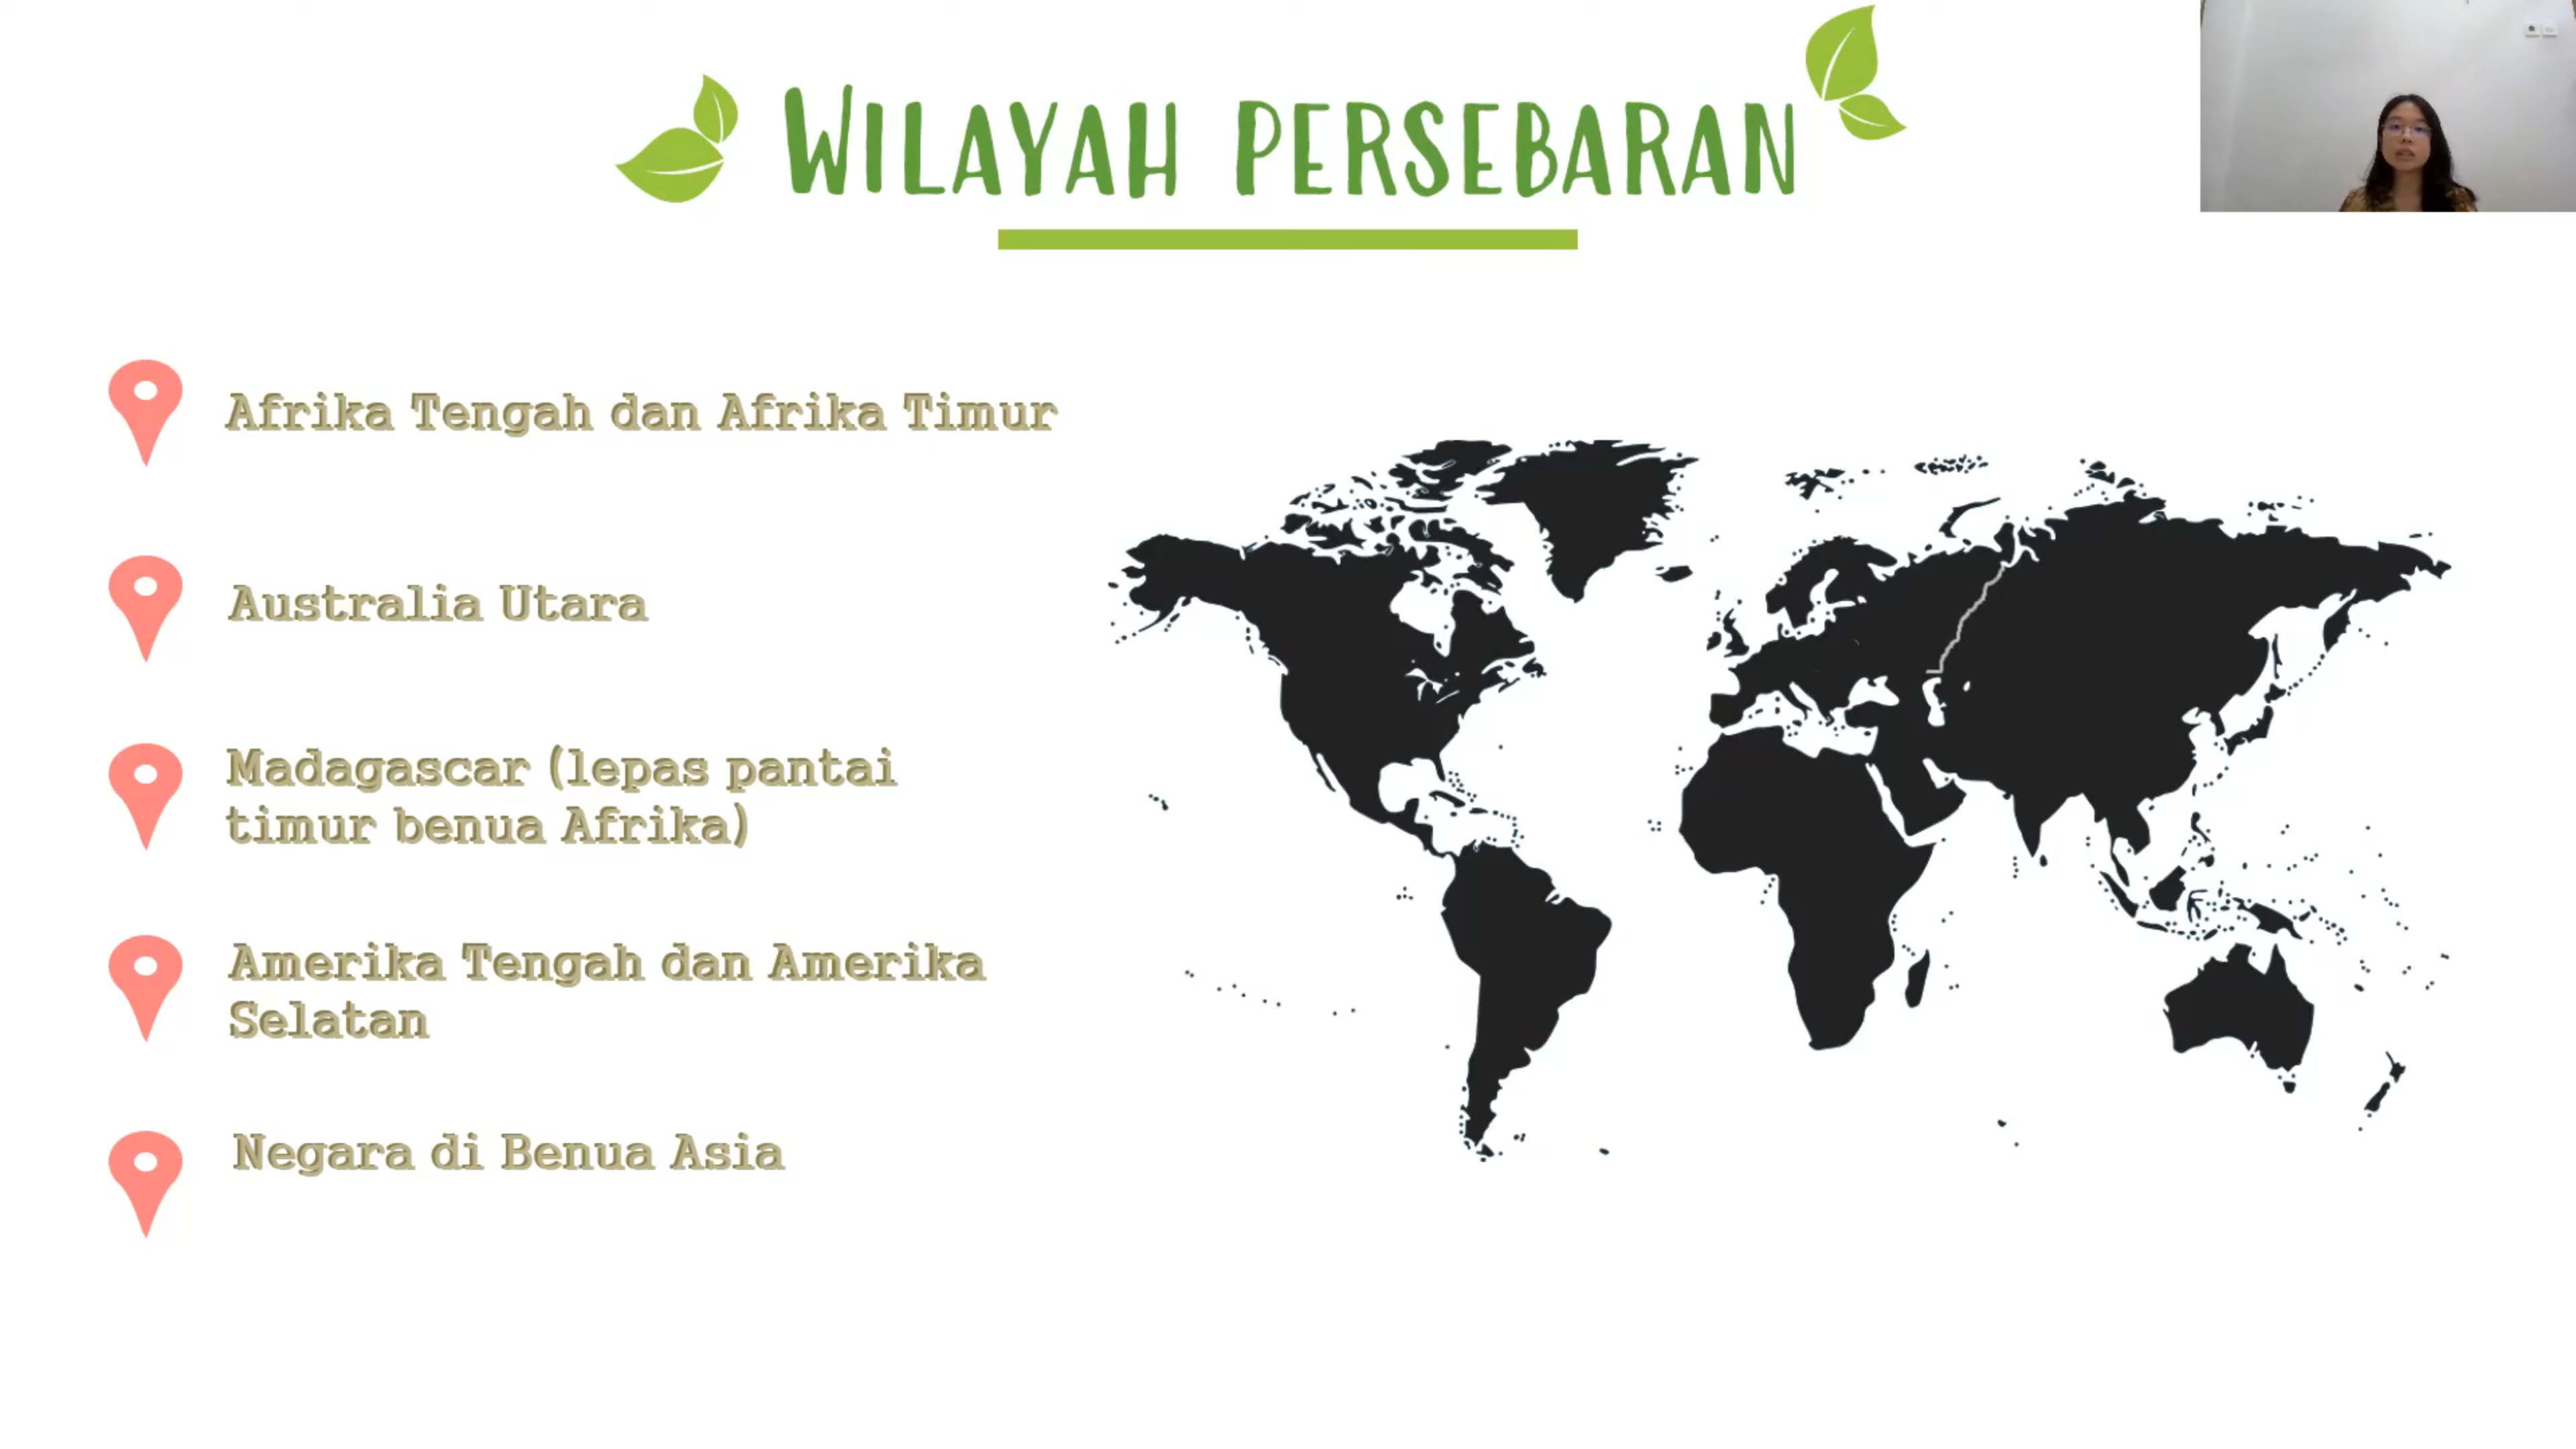 WILAYAH PERSEBARAN
Afrika Tengah dan Afrika Timur
Australia Utara
Madagascar (lepas pantai
timur benua Afrika)
Amerika Tengah dan Amerika
Selatan
Negara di Benua Asia